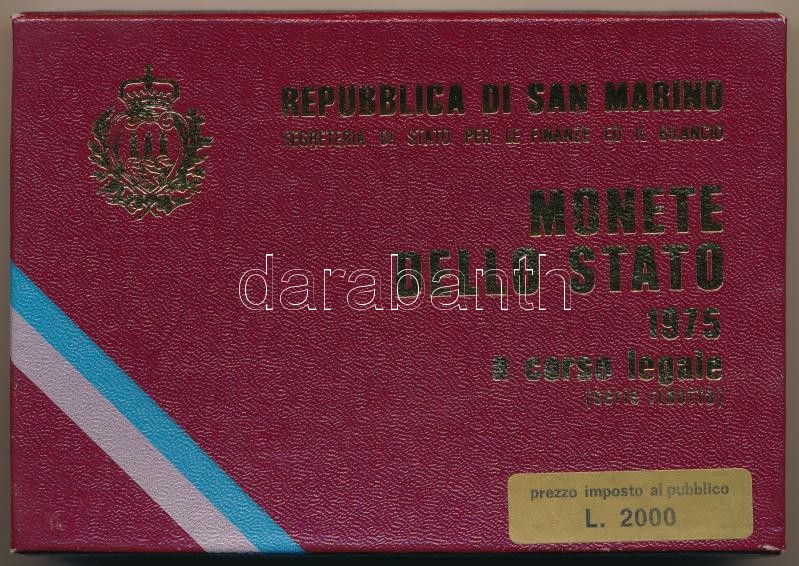 REPUBBLICA DI SAN MARINO
SEGRETERIA DI STATO PER LE FINANZE ED IL BILANCIO
MONETE
DELLO STATO
1975
a corso legale
(serie ridotta)
darabanth
prezzo imposto al pubblico
L. 2000